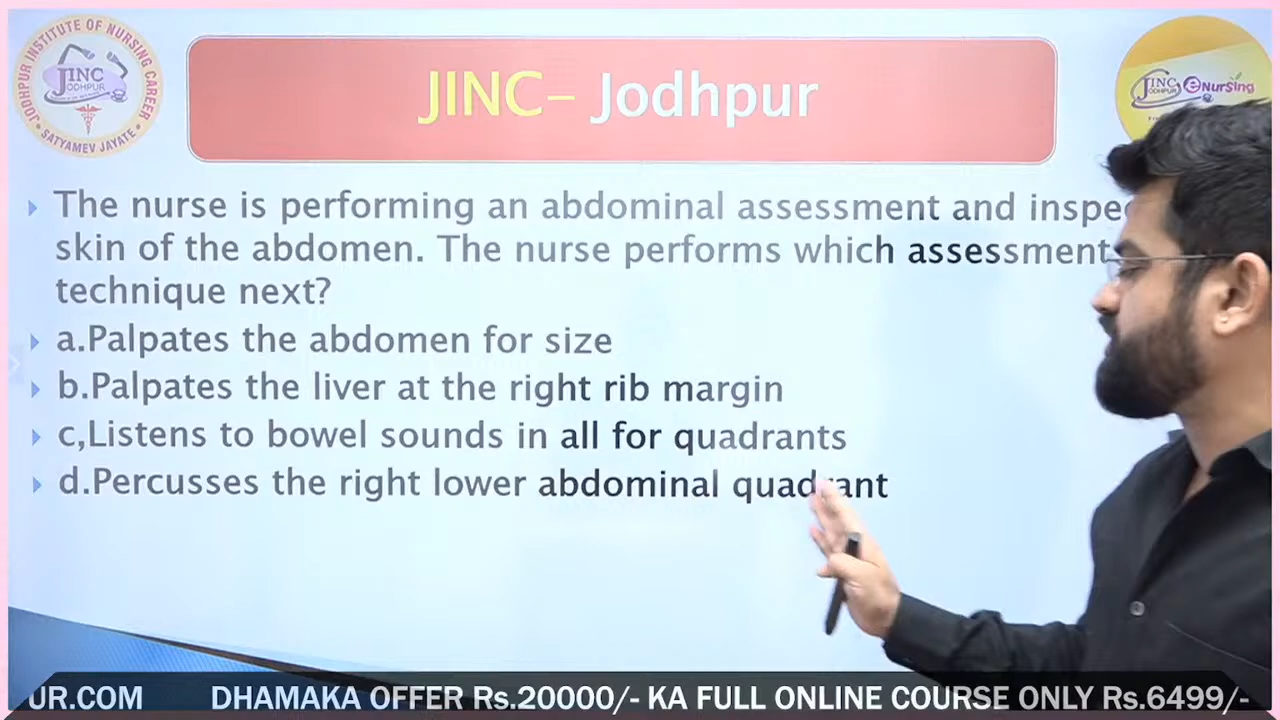 JODHPUR INSTITUTE OF NURSING CAREER
JINC
JODHPUR
• SATYAMEV JAYATE •
JINC– Jodhpur
JINC
JODHPUR
eNursing
The nurse is performing an abdominal assessment and
skin of the abdomen. The nurse performs which assessment
technique next?
a.Palpates the abdomen for size
b.Palpates the liver at the right rib margin
c,Listens to bowel sounds in all for quadrants
d.Percusses the right lower abdominal quadrant
UR.COM DHAMAKA OFFER Rs.20000/- KA FULL ONLINE COURSE ONLY Rs.6499/-